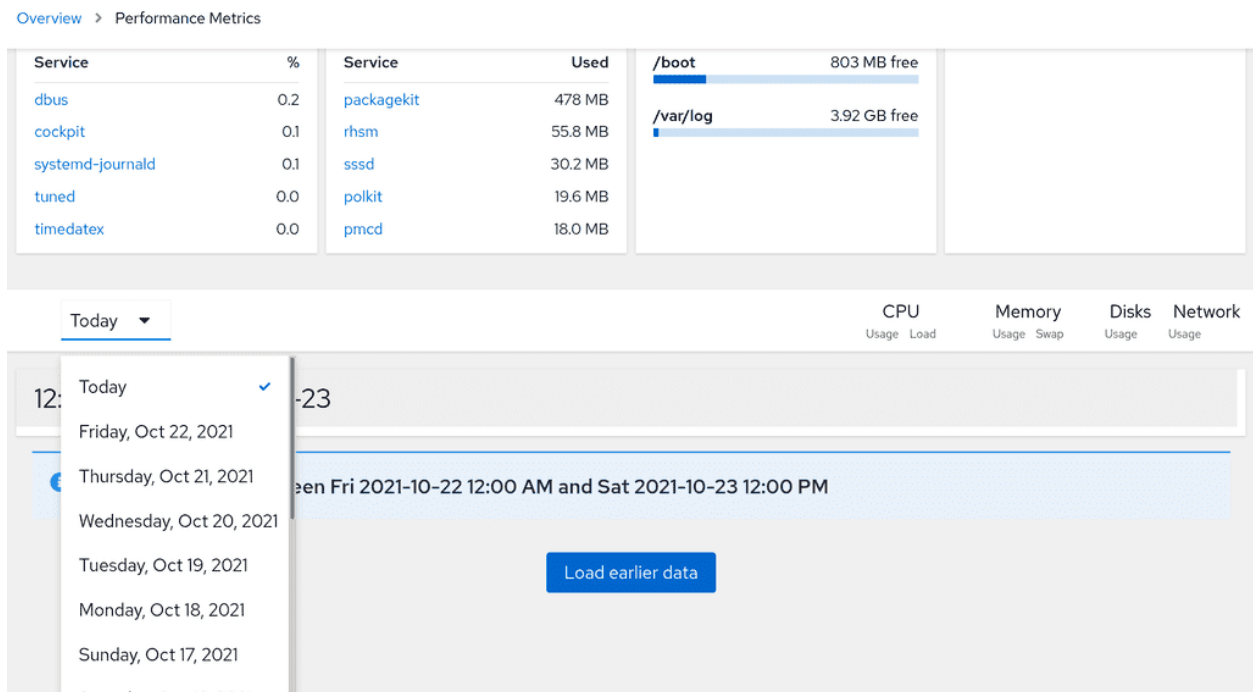 Overview > Performance Metrics
Service % Service Used /boot 803 MB free
dbus 0.2 packagekit 478 MB
/var/log 3.92 GB free
cockpit 0.1 rhsm 55.8 MB
systemd-journald 0.1 sssd 30.2 MB
tuned 0.0 polkit 19.6 MB
timedatex 0.0 pmcd 18.0 MB
Today CPU Memory Disks Network
Usage Load Usage Swap Usage Usage
Today
12: -23
Friday, Oct 22, 2021
Thursday, Oct 21, 2021
Fri 2021-10-22 12:00 AM and Sat 2021-10-23 12:00 PM
Wednesday, Oct 20, 2021
Tuesday, Oct 19, 2021
Load earlier data
Monday, Oct 18, 2021
Sunday, Oct 17, 2021